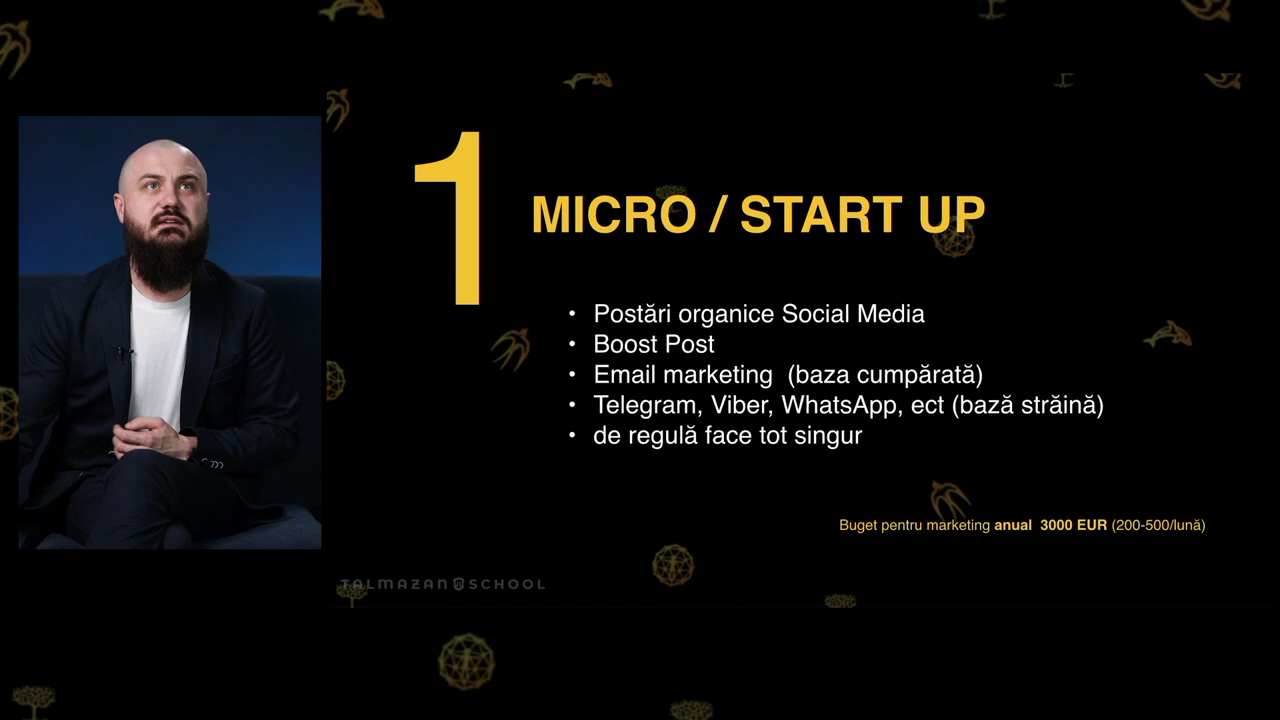 1
MICRO / START UP
• Postări organice Social Media
• Boost Post
• Email marketing (baza cumpărată)
• Telegram, Viber, WhatsApp, ect (bază străină)
• de regulă face tot singur
Buget pentru marketing anual 3000 EUR (200-500/lună)
TALMAZAN SCHOOL